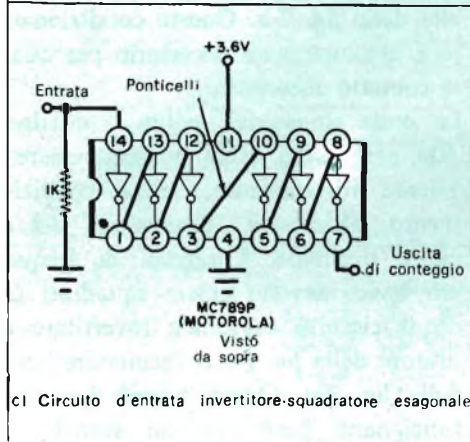 +3.6V
Entrata
Ponticelli
14 13 12 11 10 9 8
1K
1 2 3 4 5 6 7
Uscita
di conteggio
MC789P
(MOTOROLA)
Visto
da sopra
c) Circuito d'entrata invertitore-squadratore esagonale